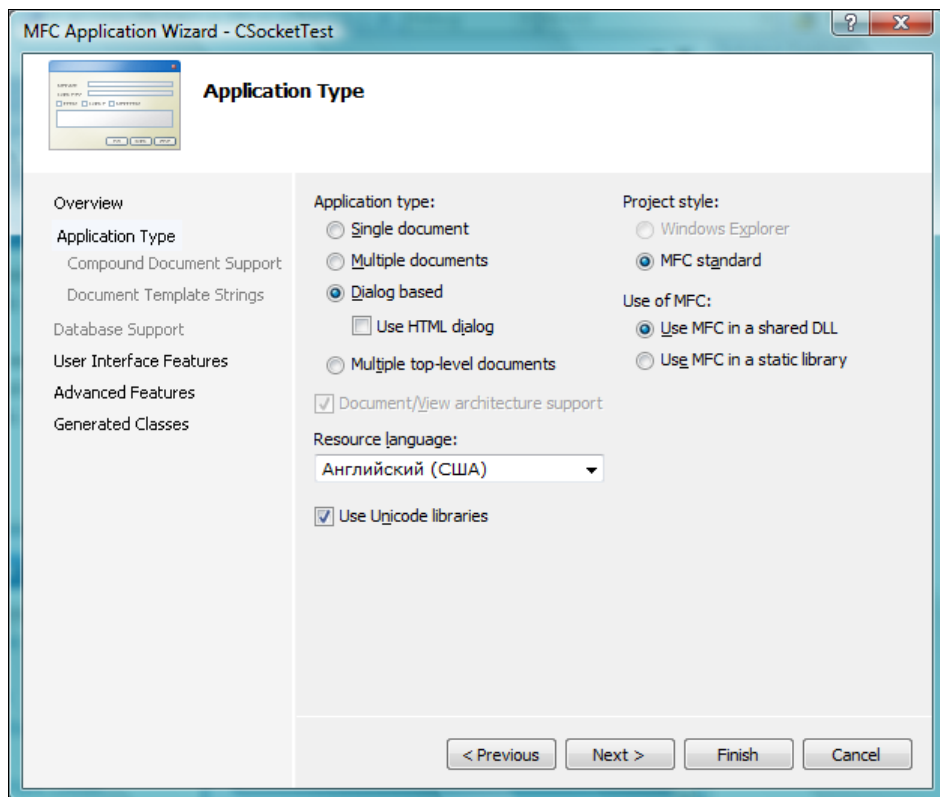 MFC Application Wizard - CSocketTest
Application Type
Overview
Application Type
Compound Document Support
Document Template Strings
Database Support
User Interface Features
Advanced Features
Generated Classes
Application type:
Single document
Multiple documents
Dialog based
Use HTML dialog
Multiple top-level documents
Document/View architecture support
Resource language:
Английский (США)
Use Unicode libraries
Project style:
Windows Explorer
MFC standard
Use of MFC:
Use MFC in a shared DLL
Use MFC in a static library
< Previous
Next >
Finish
Cancel